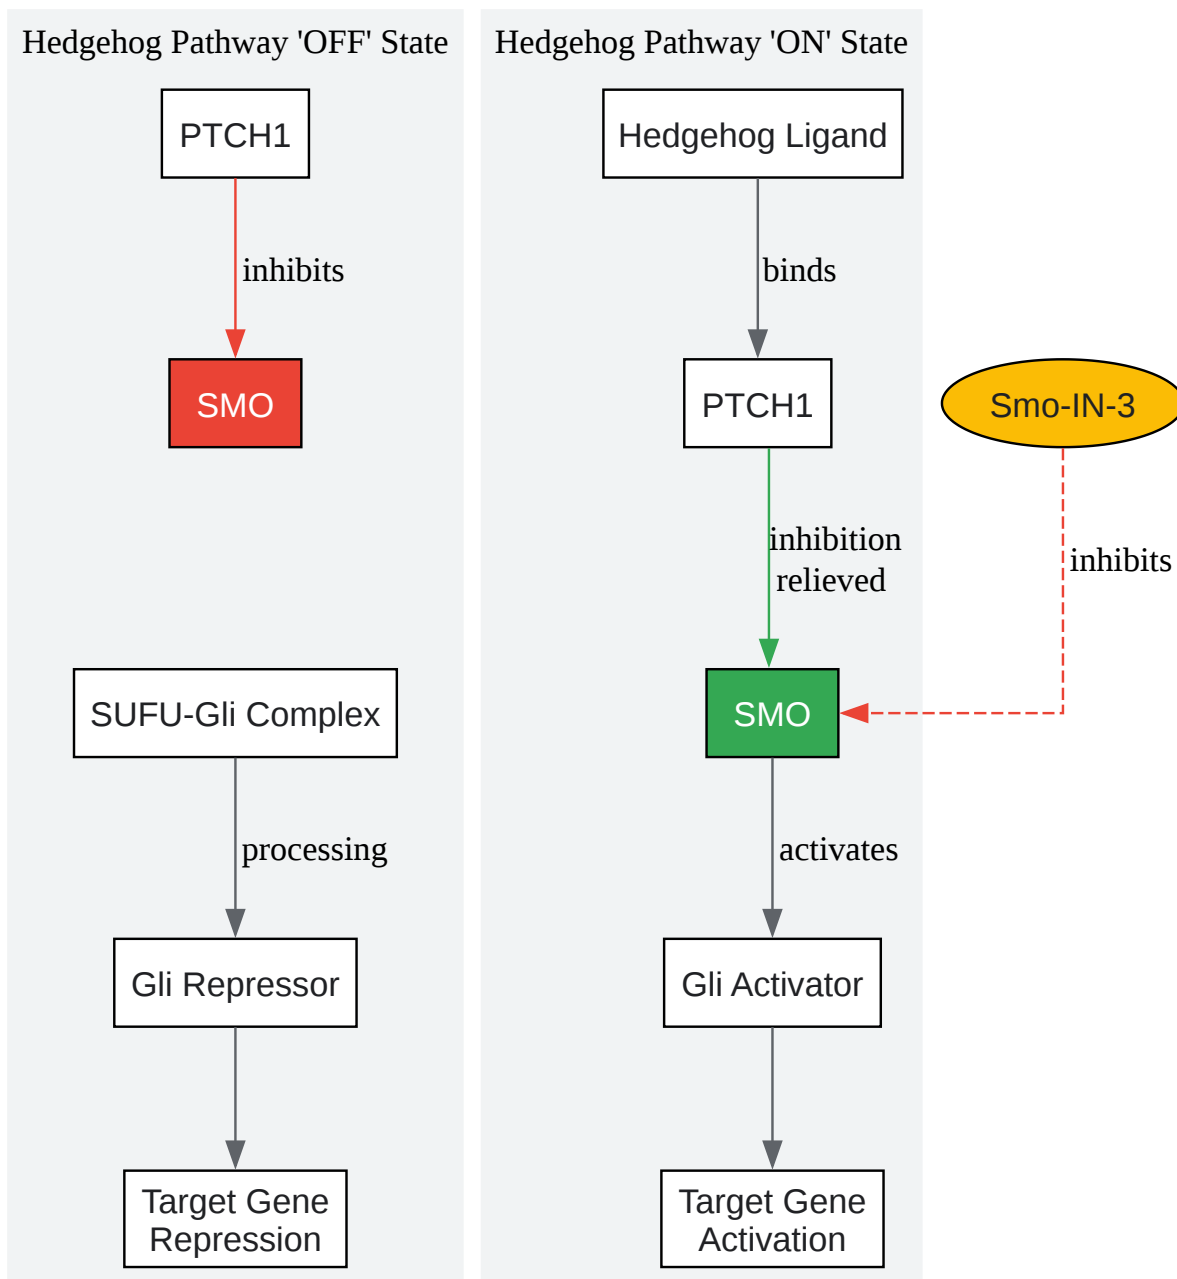 Hedgehog Pathway 'OFF' State
PTCH1
inhibits
SMO
SUFU-Gli Complex
processing
Gli Repressor
Target Gene
Repression
Hedgehog Pathway 'ON' State
Hedgehog Ligand
binds
PTCH1
inhibition
relieved
SMO
activates
Gli Activator
Target Gene
Activation
Smo-IN-3
inhibits